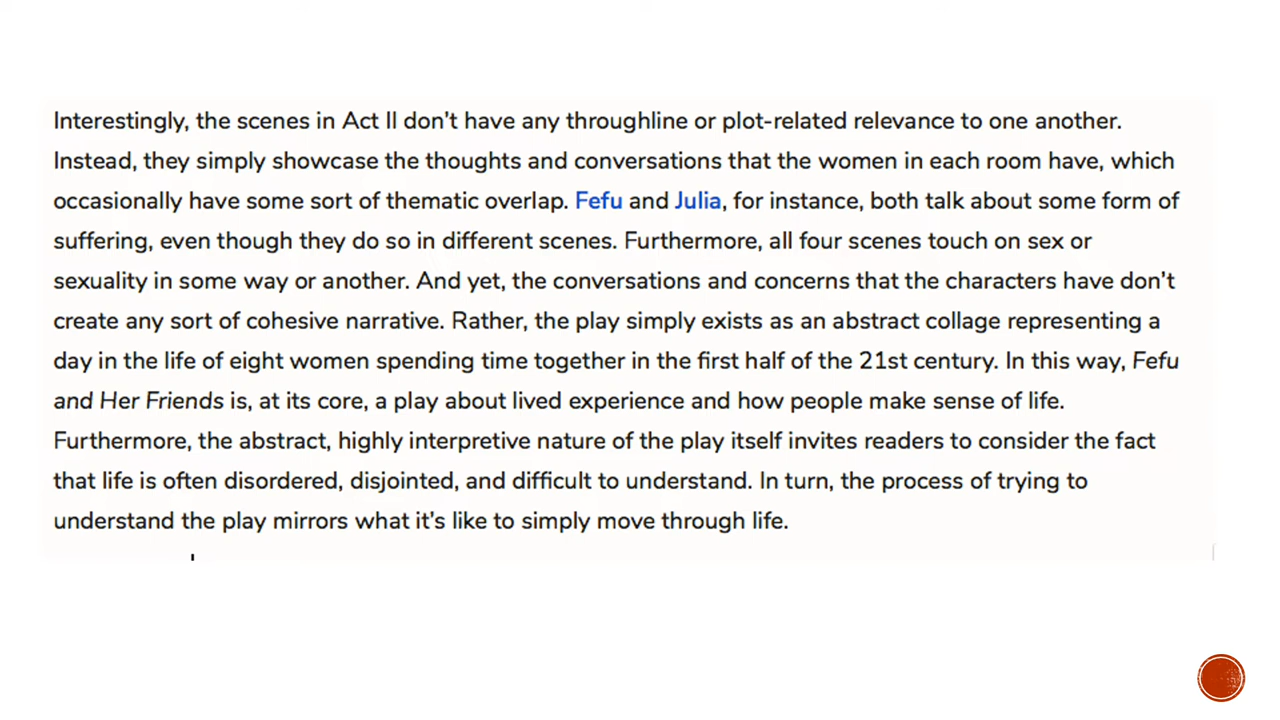 Interestingly, the scenes in Act II don't have any throughline or plot-related relevance to one another.
Instead, they simply showcase the thoughts and conversations that the women in each room have, which
occasionally have some sort of thematic overlap. Fefu and Julia, for instance, both talk about some form of
suffering, even though they do so in different scenes. Furthermore, all four scenes touch on sex or
sexuality in some way or another. And yet, the conversations and concerns that the characters have don't
create any sort of cohesive narrative. Rather, the play simply exists as an abstract collage representing a
day in the life of eight women spending time together in the first half of the 21st century. In this way, Fefu
and Her Friends is, at its core, a play about lived experience and how people make sense of life.
Furthermore, the abstract, highly interpretive nature of the play itself invites readers to consider the fact
that life is often disordered, disjointed, and difficult to understand. In turn, the process of trying to
understand the play mirrors what it's like to simply move through life.